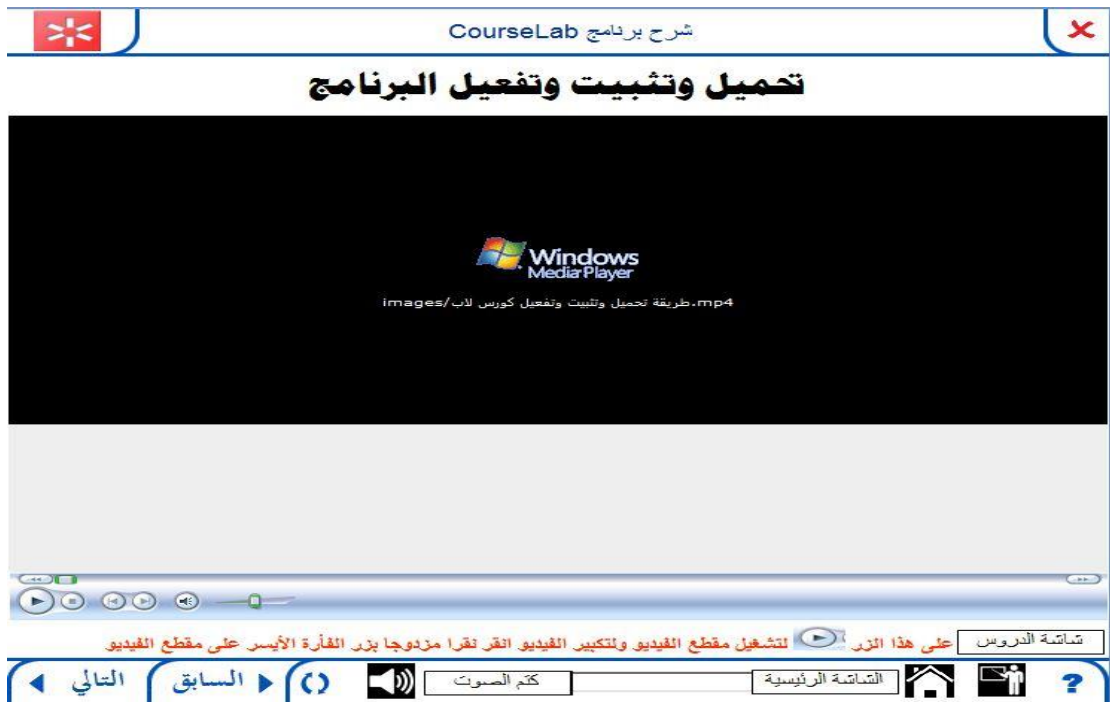 شرح برنامج CourseLab
تحميل وتثبيت وتفعيل البرنامج
Windows
Media Player
images/طريقة تحميل وتثبيت وتفعيل كورس لاب.mp4
شاشة الدروس
على هذا الزر لتشغيل مقطع الفيديو ولتكبير الفيديو انقر نقرا مزدوجا بزر الفأرة الأيسر على مقطع الفيديو
?
الشاشة الرئيسية
كتم الصوت
السابق
التالي